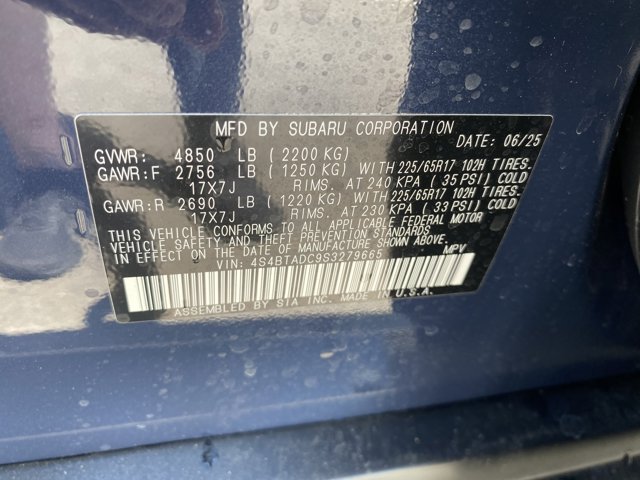 MFD BY SUBARU CORPORATION
DATE: 06/25
GVWR: 4850 LB (2200 KG)
GAWR:F 2756 LB (1250 KG) WITH 225/65R17 102H TIRES.
17X7J RIMS. AT 240 KPA (35 PSI) COLD
GAWR:R 2690 LB (1220 KG) WITH 225/65R17 102H TIRES.
17X7J RIMS. AT 230 KPA (33 PSI) COLD
THIS VEHICLE CONFORMS TO ALL APPLICABLE FEDERAL MOTOR
VEHICLE SAFETY AND THEFT PREVENTION STANDARDS
IN EFFECT ON THE DATE OF MANUFACTURE SHOWN ABOVE.
VIN: 4S4BTADC9S3279665 MPV
ASSEMBLED BY SIA INC. MADE IN U.S.A.